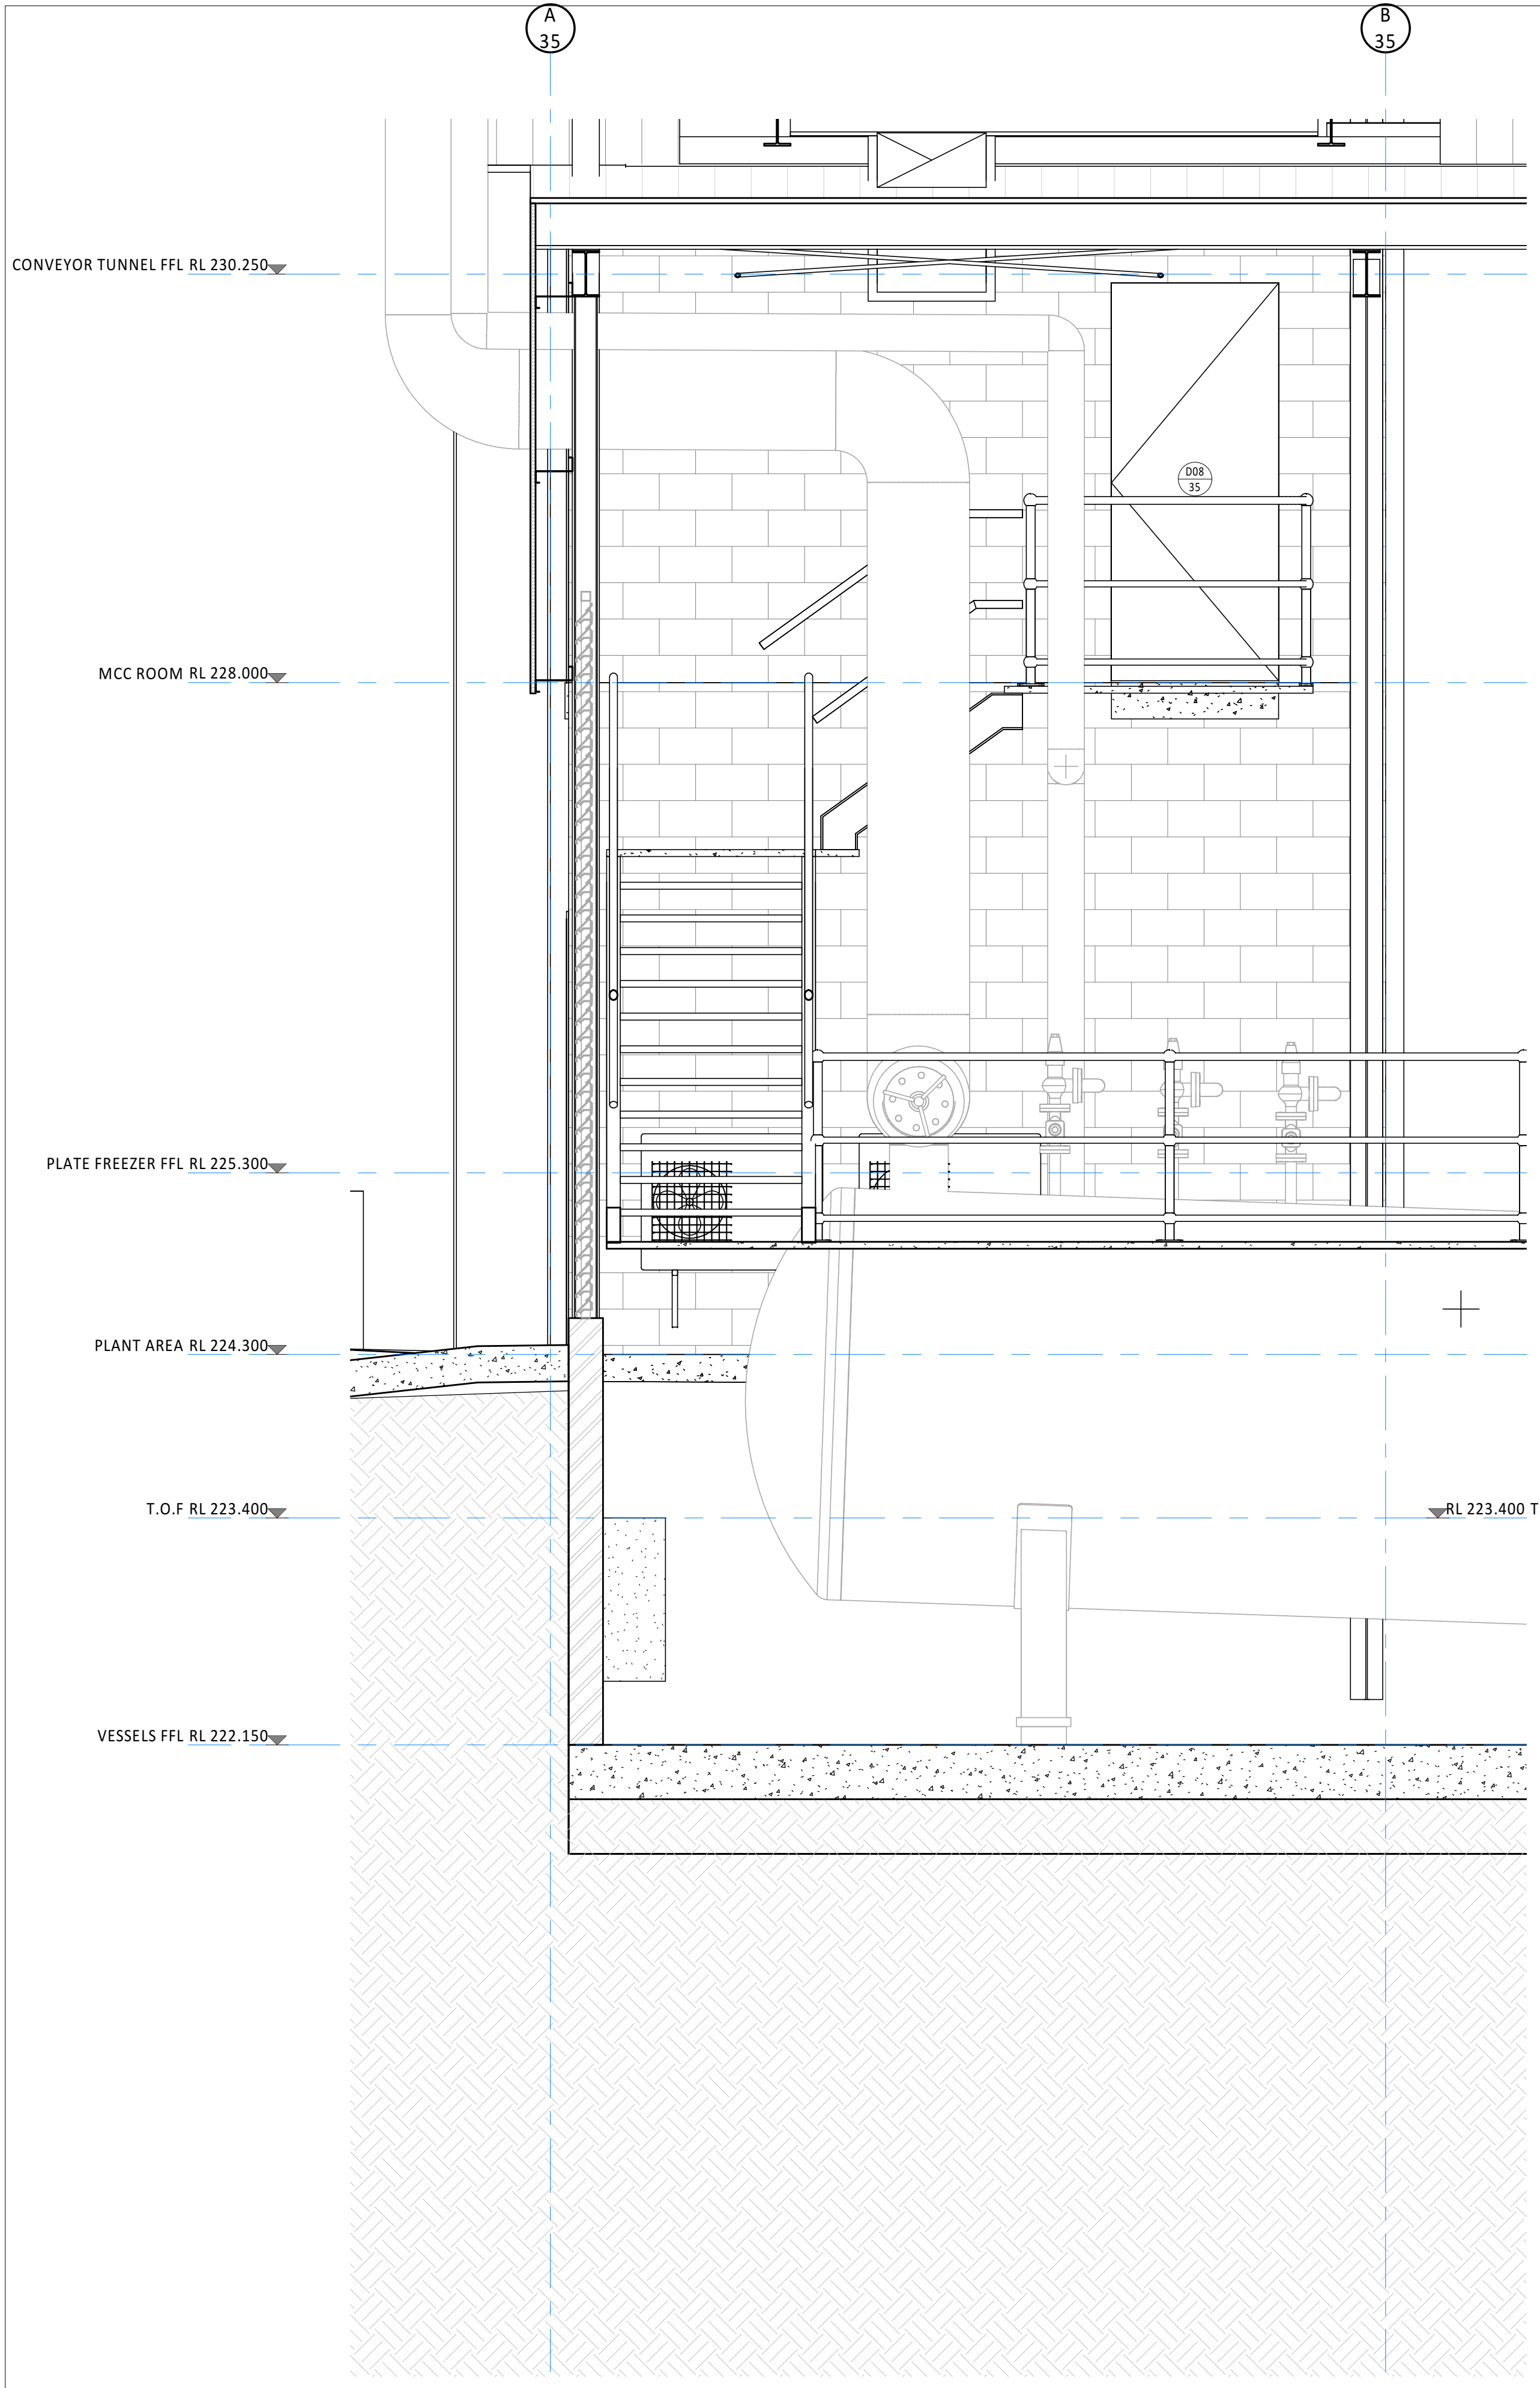 A
35
B
35
CONVEYOR TUNNEL FFL RL 230.250
D08
35
MCC ROOM RL 228.000
PLATE FREEZER FFL RL 225.300
PLANT AREA RL 224.300
T.O.F RL 223.400
RL 223.400 T
VESSELS FFL RL 222.150